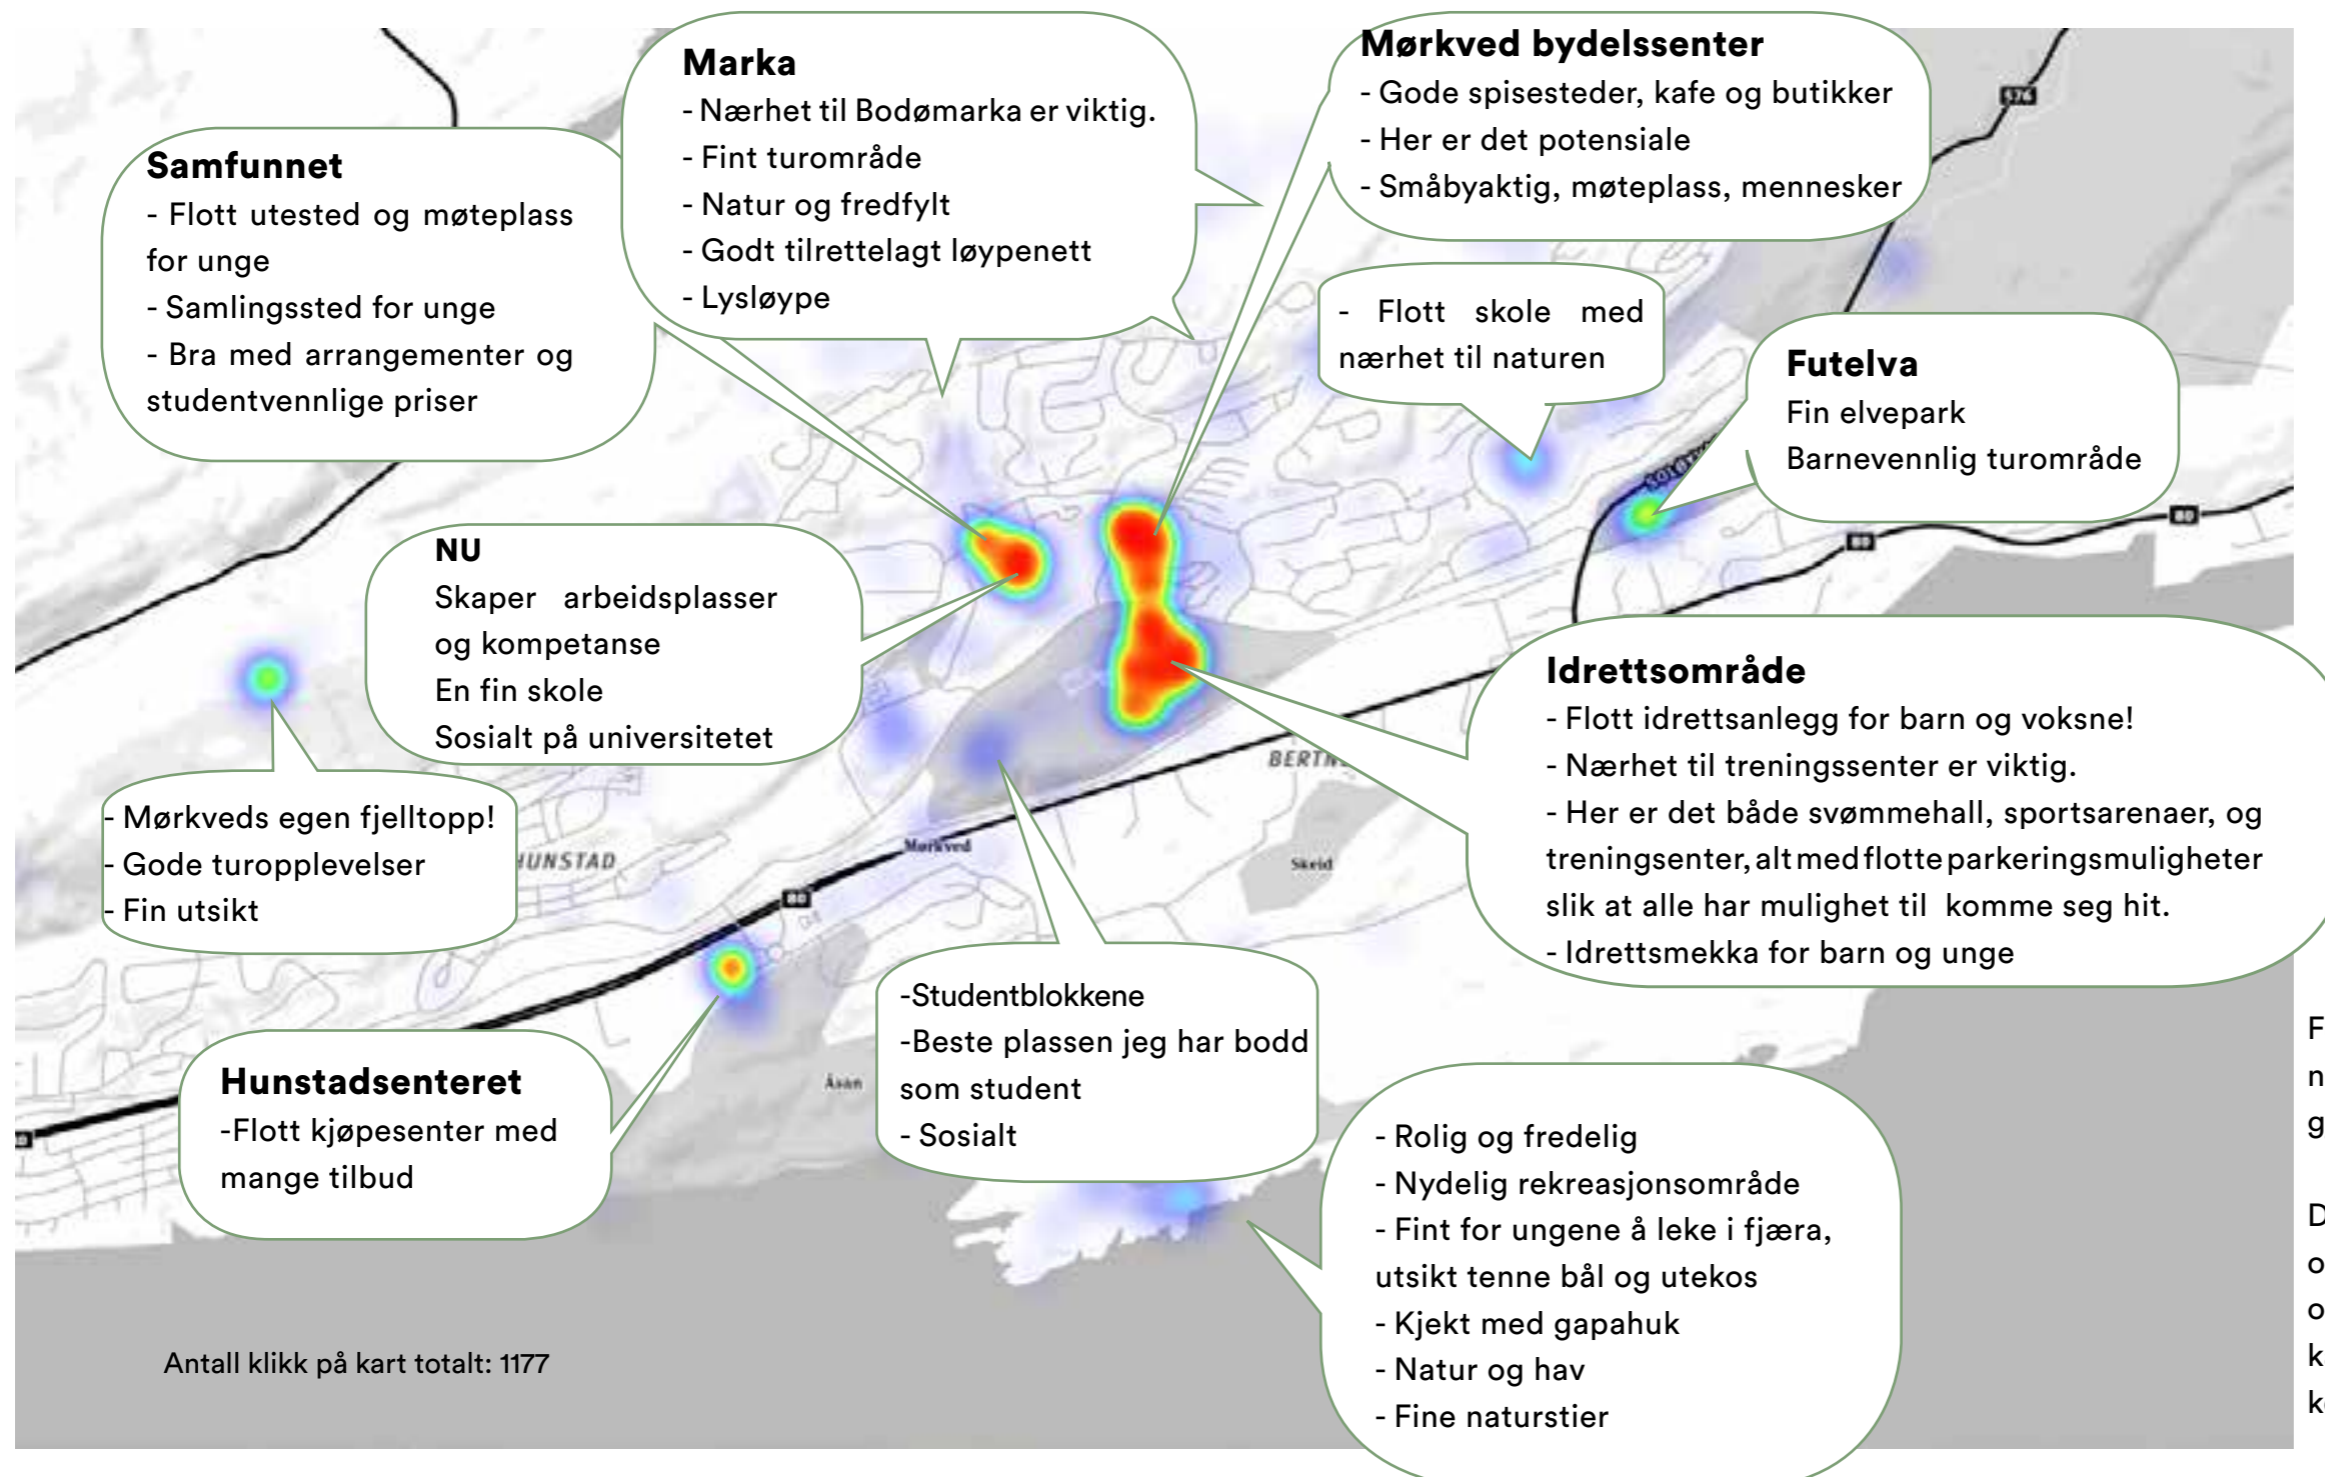 Marka
- Nærhet til Bodømarka er viktig.
- Fint turområde
- Natur og fredfylt
- Godt tilrettelagt løypenett
- Lysløype
Mørkved bydelssenter
- Gode spisesteder, kafe og butikker
- Her er det potensiale
- Småbyaktig, møteplass, mennesker
Samfunnet
- Flott utested og møteplass
for unge
- Samlingssted for unge
- Bra med arrangementer og
studentvennlige priser
- Flott skole med
nærhet til naturen
Futelva
Fin elvepark
Barnevennlig turområde
NU
Skaper arbeidsplasser
og kompetanse
En fin skole
Sosialt på universitetet
Idrettsområde
- Flott idrettsanlegg for barn og voksne!
- Nærhet til treningssenter er viktig.
- Her er det både svømmehall, sportsarenaer, og
treningsenter, alt med flotte parkeringsmuligheter
slik at alle har mulighet til komme seg hit.
- Idrettsmekka for barn og unge
- Mørkveds egen fjelltopp!
- Gode turopplevelser
- Fin utsikt
HUNSTAD
Mørkved
Skeid
Åsan
80
80
80
-Studentblokkene
-Beste plassen jeg har bodd
som student
- Sosialt
Hunstadsenteret
-Flott kjøpesenter med
mange tilbud
- Rolig og fredelig
- Nydelig rekreasjonsområde
- Fint for ungene å leke i fjæra,
utsikt tenne bål og utekos
- Kjekt med gapahuk
- Natur og hav
- Fine naturstier
Antall klikk på kart totalt: 1177